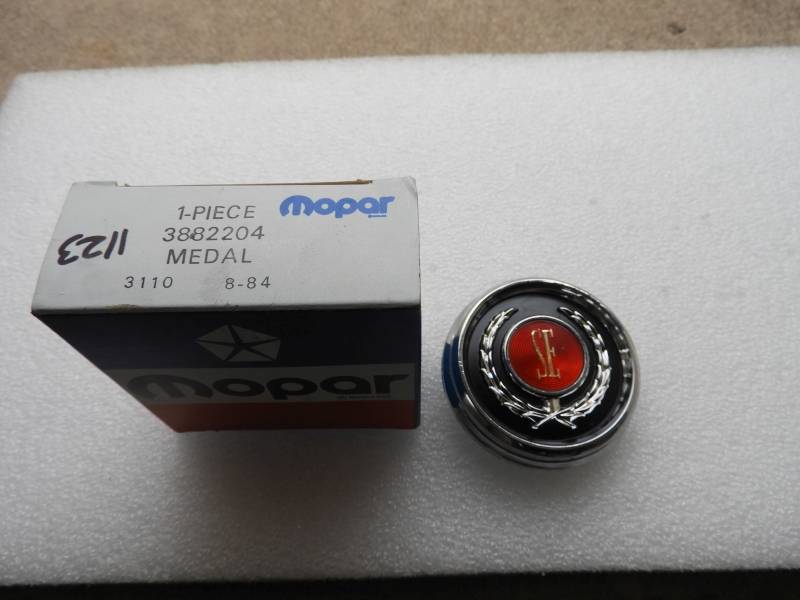 1-PIECE mopar
3882204
MEDAL
3110 8-84
1123
mopar
SE